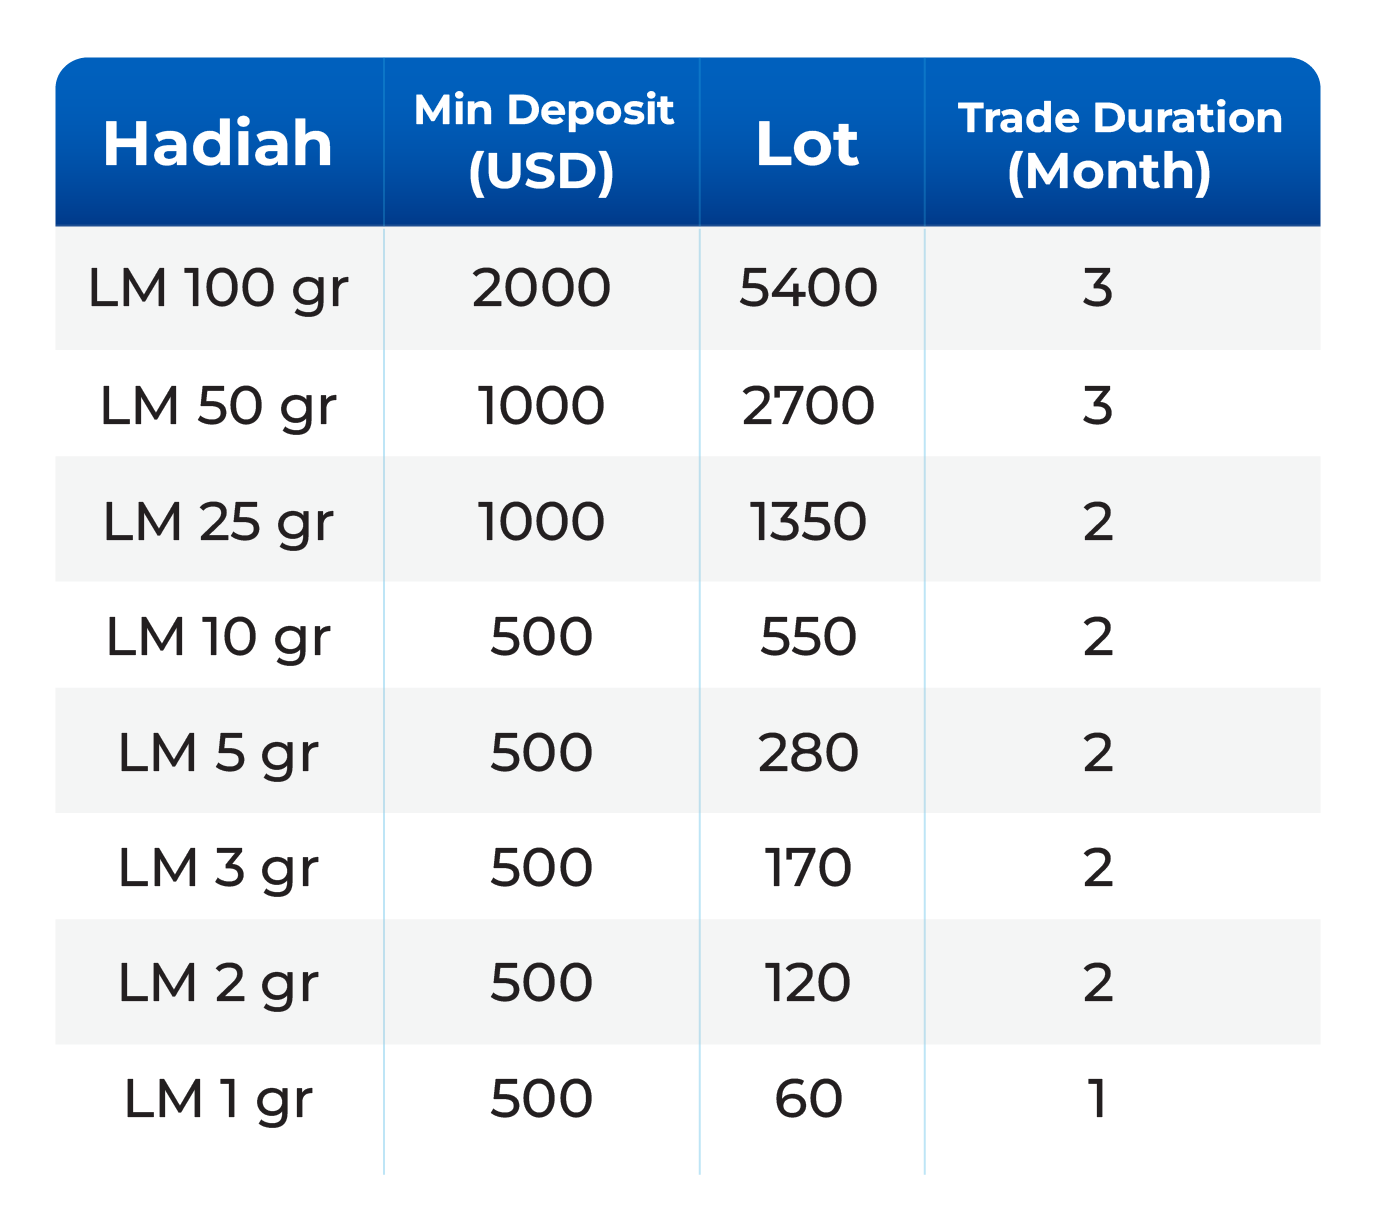 Hadiah
Min Deposit
(USD)
Lot
Trade Duration
(Month)
LM 100 gr 2000 5400 3
LM 50 gr 1000 2700 3
LM 25 gr 1000 1350 2
LM 10 gr 500 550 2
LM 5 gr 500 280 2
LM 3 gr 500 170 2
LM 2 gr 500 120 2
LM 1 gr 500 60 1